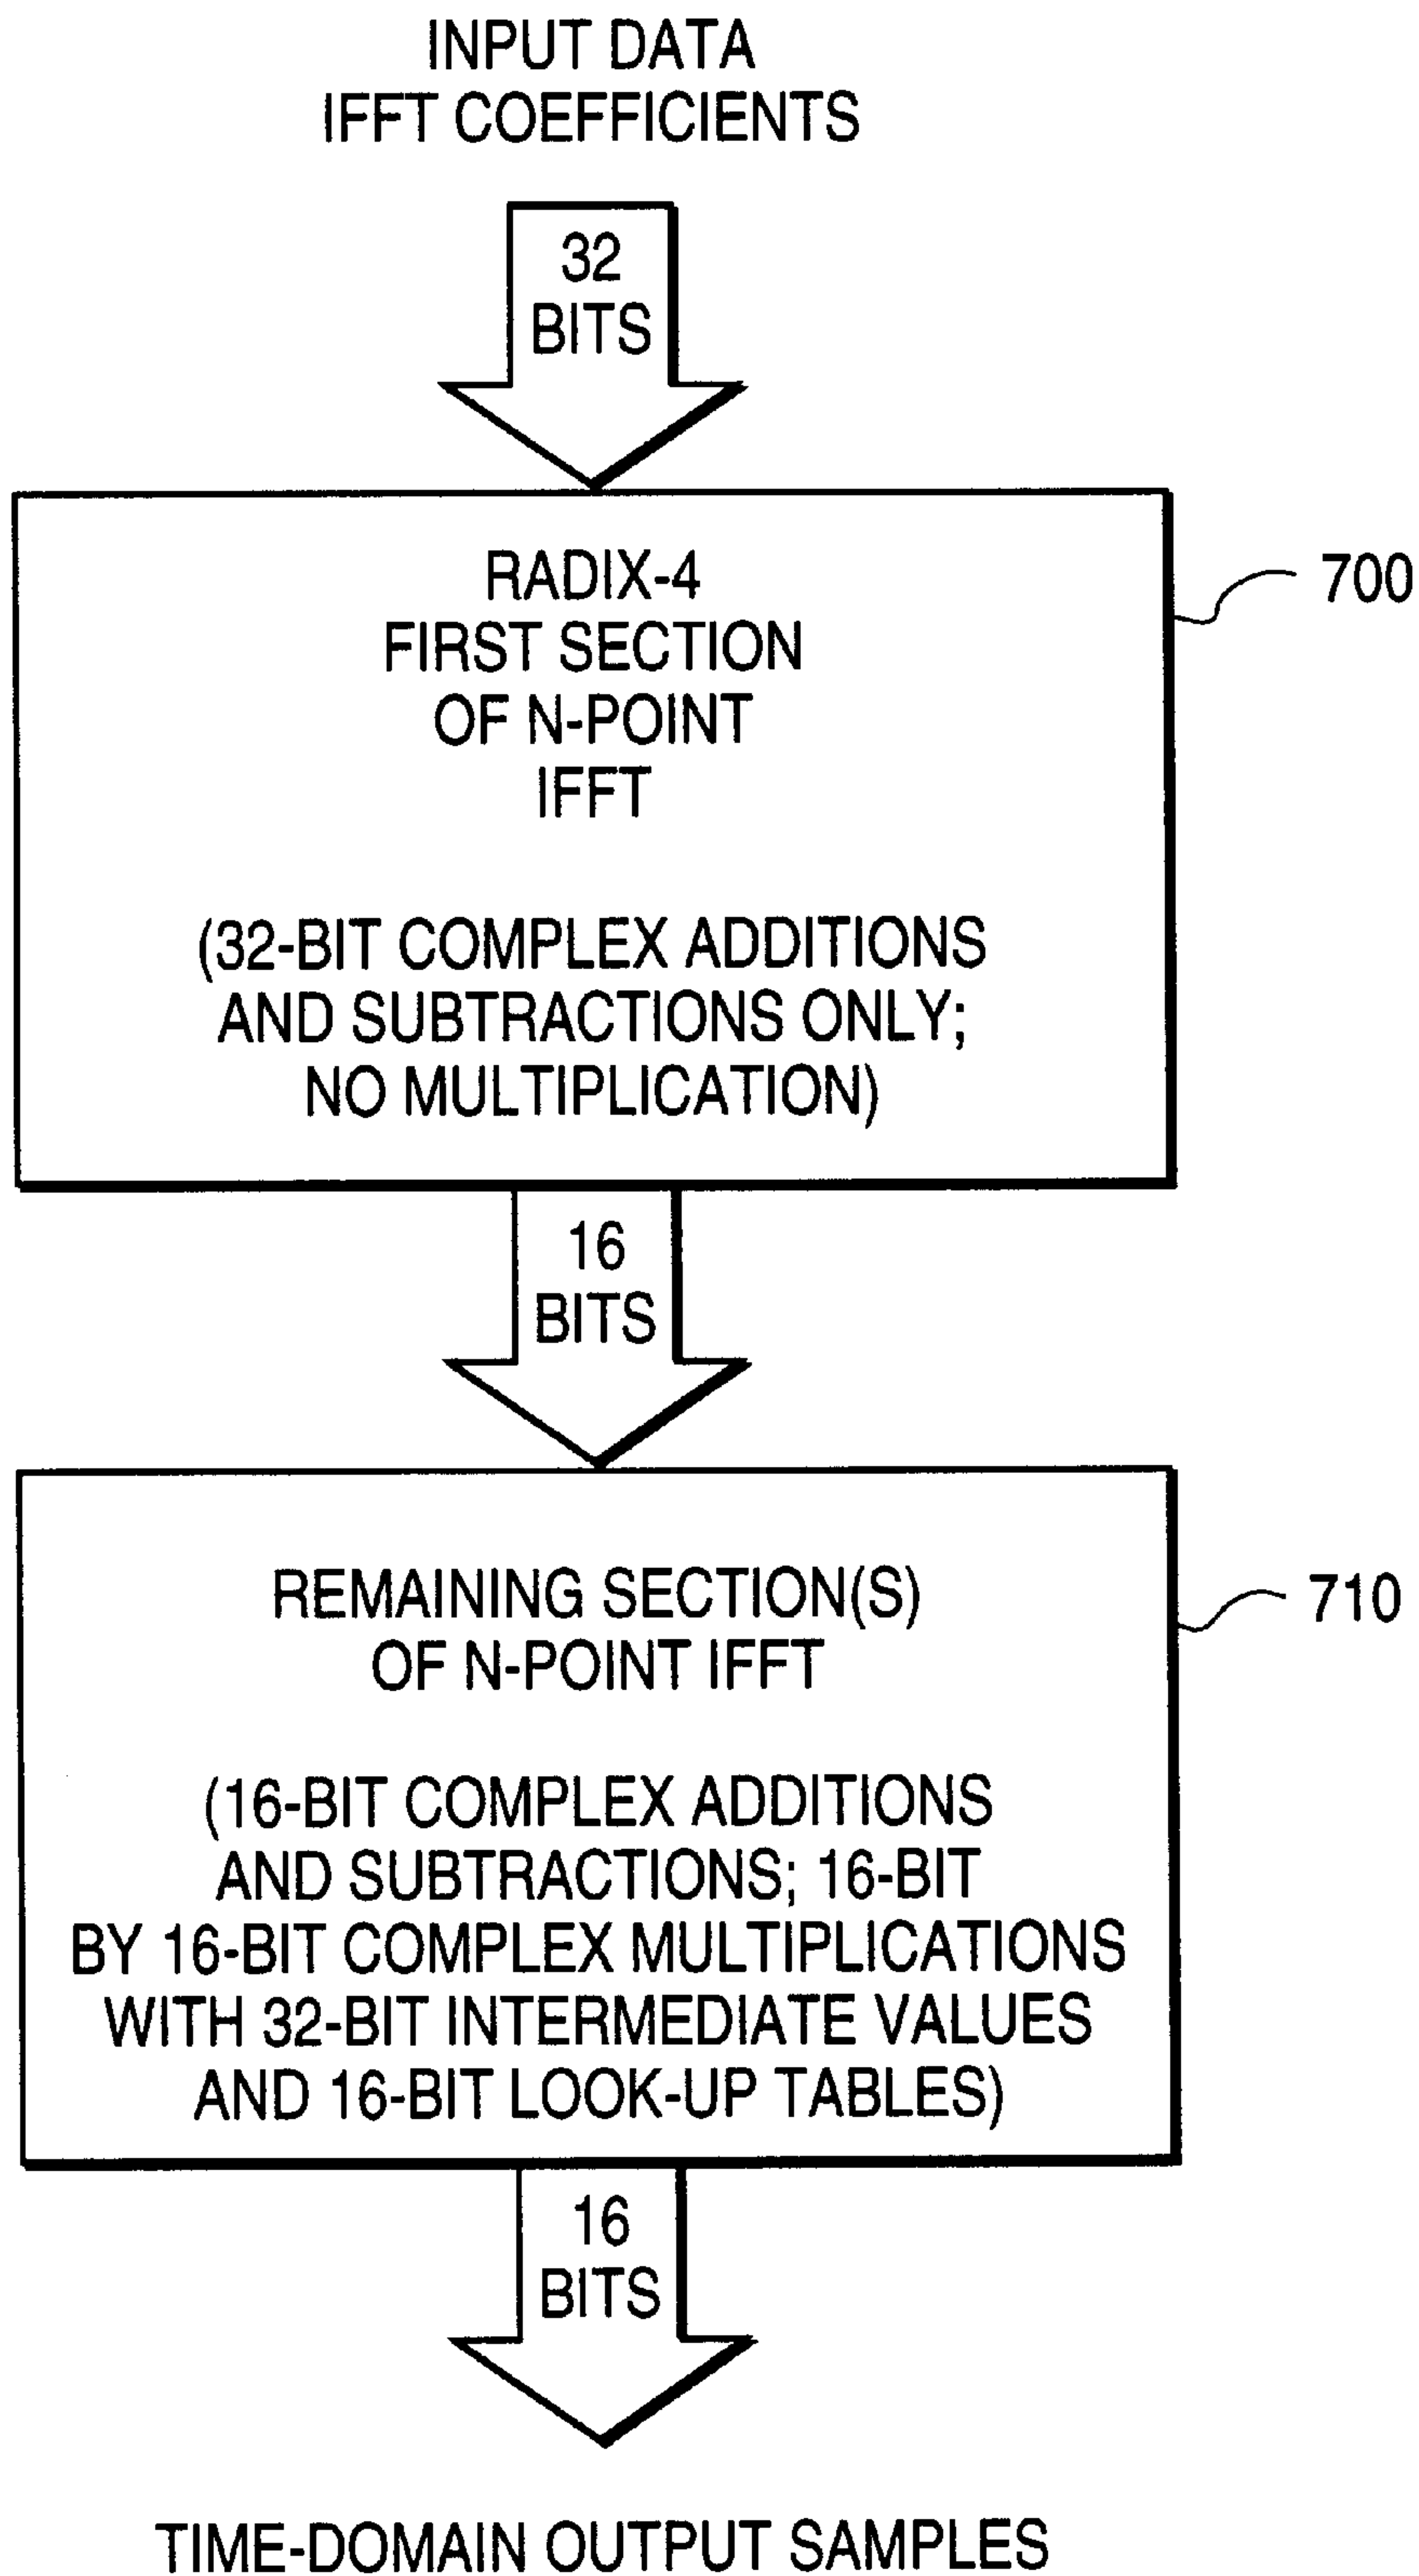 INPUT DATA
IFFT COEFFICIENTS
32
BITS
RADIX-4
FIRST SECTION
OF N-POINT
IFFT
700
(32-BIT COMPLEX ADDITIONS
AND SUBTRACTIONS ONLY;
NO MULTIPLICATION)
16
BITS
REMAINING SECTION(S)
OF N-POINT IFFT
710
(16-BIT COMPLEX ADDITIONS
AND SUBTRACTIONS; 16-BIT
BY 16-BIT COMPLEX MULTIPLICATIONS
WITH 32-BIT INTERMEDIATE VALUES
AND 16-BIT LOOK-UP TABLES)
16
BITS
TIME-DOMAIN OUTPUT SAMPLES